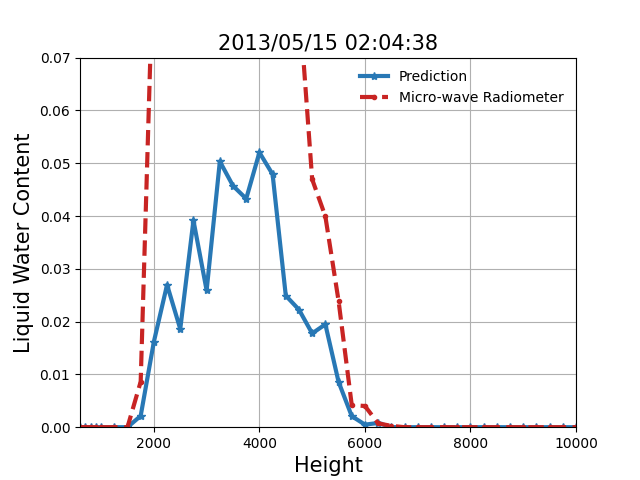 2013/05/15 02:04:38
Prediction
Micro-wave Radiometer
Liquid Water Content
0.07
0.06
0.05
0.04
0.03
0.02
0.01
0.00
2000 4000 6000 8000 10000
Height